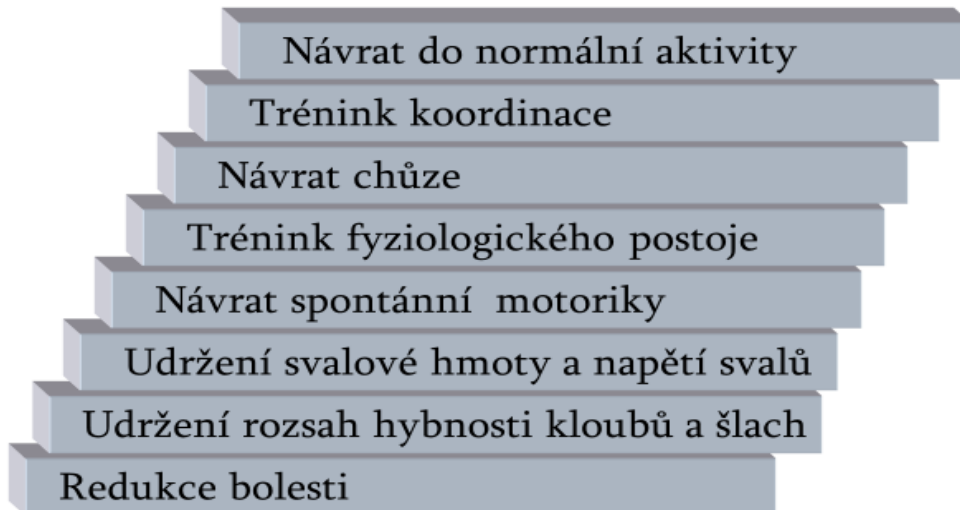 Návrat do normální aktivity
Trénink koordinace
Návrat chůze
Trénink fyziologického postoje
Návrat spontánní  motoriky
Udržení svalové hmoty a napětí svalů
Udržení rozsah hybnosti kloubů a šlach
Redukce bolesti